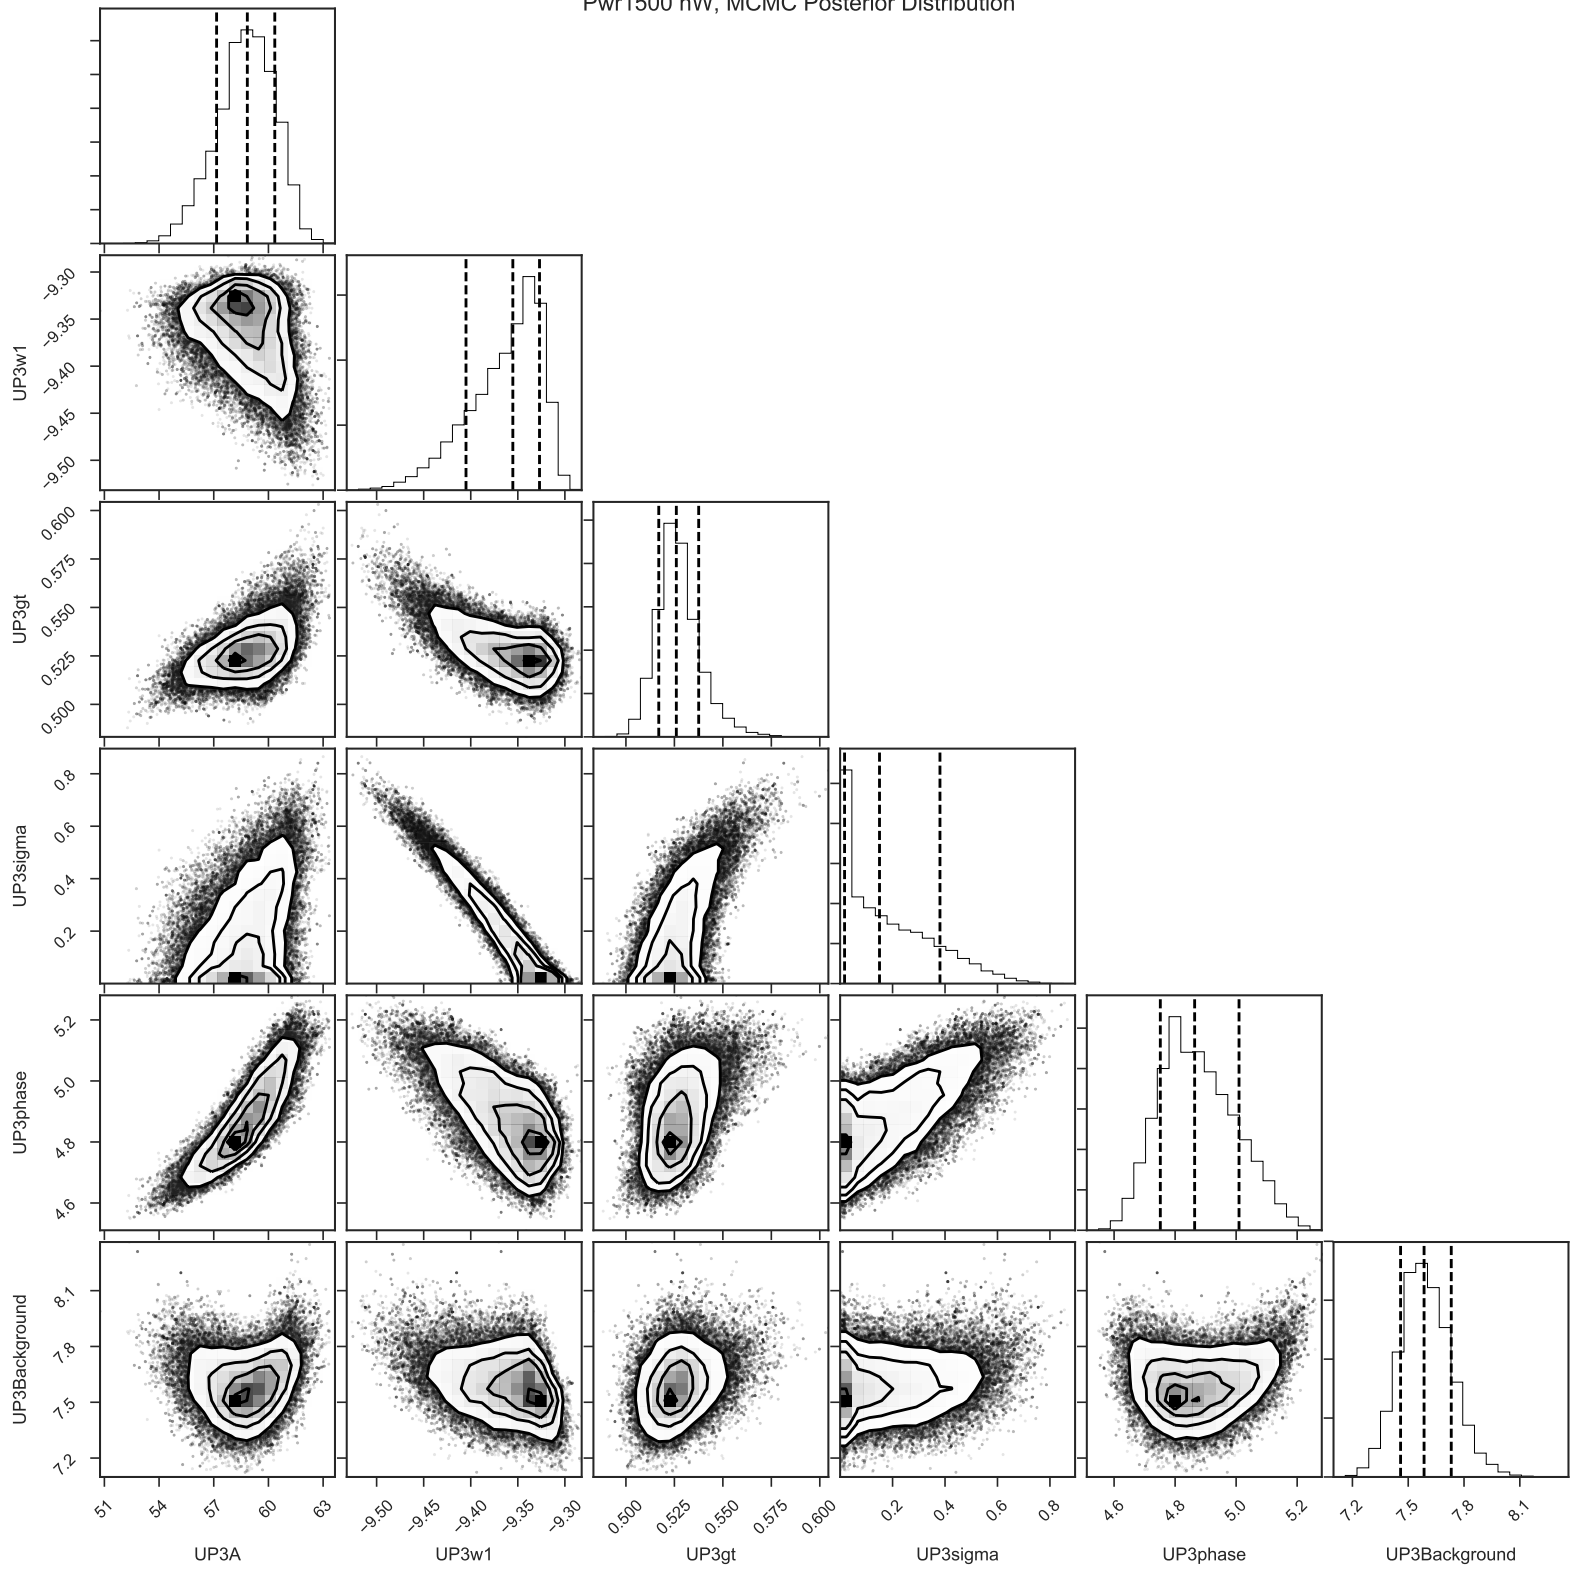 Pwr1500 nW, MCMC Posterior Distribution
−9.30
−9.35
−9.40
−9.45
−9.50
UP3w1
0.600
0.575
0.550
0.525
0.500
UP3gt
0.8
0.6
0.4
0.2
UP3sigma
5.2
5.0
4.8
4.6
UP3phase
8.1
7.8
7.5
7.2
UP3Background
51 54 57 60 63
−9.50 −9.45 −9.40 −9.35 −9.30
0.500 0.525 0.550 0.575 0.600
0.2 0.4 0.6 0.8
4.6 4.8 5.0 5.2
7.2 7.5 7.8 8.1
UP3A UP3w1 UP3gt UP3sigma UP3phase UP3Background